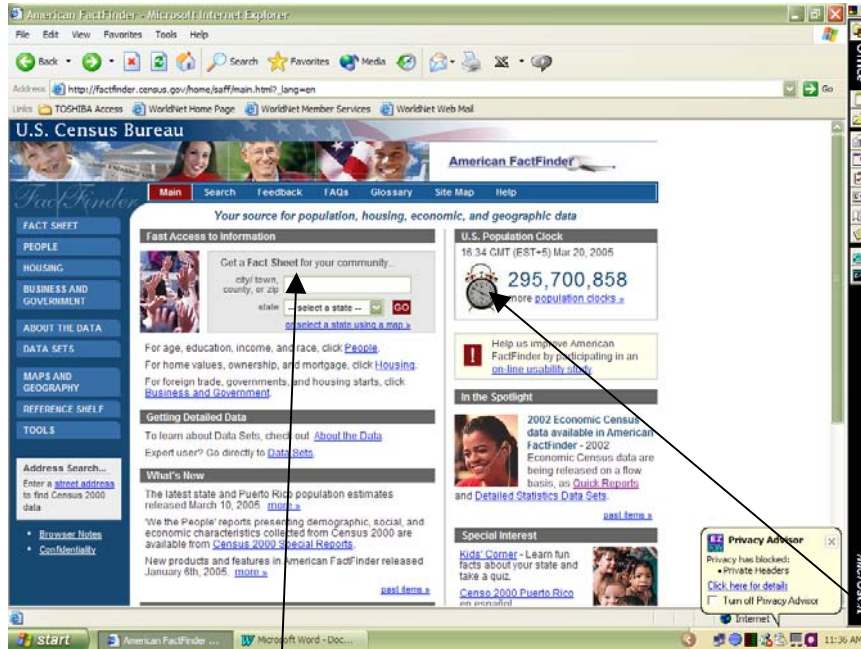 American FactFinder - Microsoft Internet Explorer
File Edit View Favorites Tools Help
Back Search Favorites Media
Address http://factfinder.census.gov/home/saff/main.html?_lang=en Go
Links TOSHIBA Access WorldNet Home Page WorldNet Member Services WorldNet Web Mail
U.S. Census Bureau
American FactFinder
FactFinder
Main Search Feedback FAQs Glossary Site Map Help
Your source for population, housing, economic, and geographic data
FACT SHEET
PEOPLE
HOUSING
BUSINESS AND
GOVERNMENT
ABOUT THE DATA
DATA SETS
MAPS AND
GEOGRAPHY
REFERENCE SHELF
TOOLS
Address Search...
Enter a street address
to find Census 2000
data
• Browser Notes
• Confidentiality
Fast Access to Information
Get a Fact Sheet for your community...
city/ town,
county, or zip
state -- select a state -- GO
or select a state using a map »
For age, education, income, and race, click People.
For home values, ownership, and mortgage, click Housing.
For foreign trade, governments, and housing starts, click
Business and Government.
Getting Detailed Data
To learn about Data Sets, check out About the Data.
Expert user? Go directly to Data Sets.
What's New
The latest state and Puerto Rico population estimates
released March 10, 2005. more »
'We the People' reports presenting demographic, social, and
economic characteristics collected from Census 2000 are
available from Census 2000 Special Reports.
New products and features in American FactFinder released
January 6th, 2005. more »
past items »
U.S. Population Clock
16:34 GMT (EST+5) Mar 20, 2005
295,700,858
more population clocks »
Help us improve American
FactFinder by participating in an
on-line usability study.
In the Spotlight
2002 Economic Census
data available in American
FactFinder - 2002
Economic Census data are
being released on a flow
basis, as Quick Reports
and Detailed Statistics Data Sets.
past items »
Special Interest
Kids' Corner - Learn fun
facts about your state and
take a quiz.
Censo 2000 Puerto Rico
en español
EZ
Privacy Advisor
Privacy has blocked:
• Private Headers
Click here for details
Turn off Privacy Advisor
Internet
start American FactFinder ... Microsoft Word - Doc... 11:36 AM